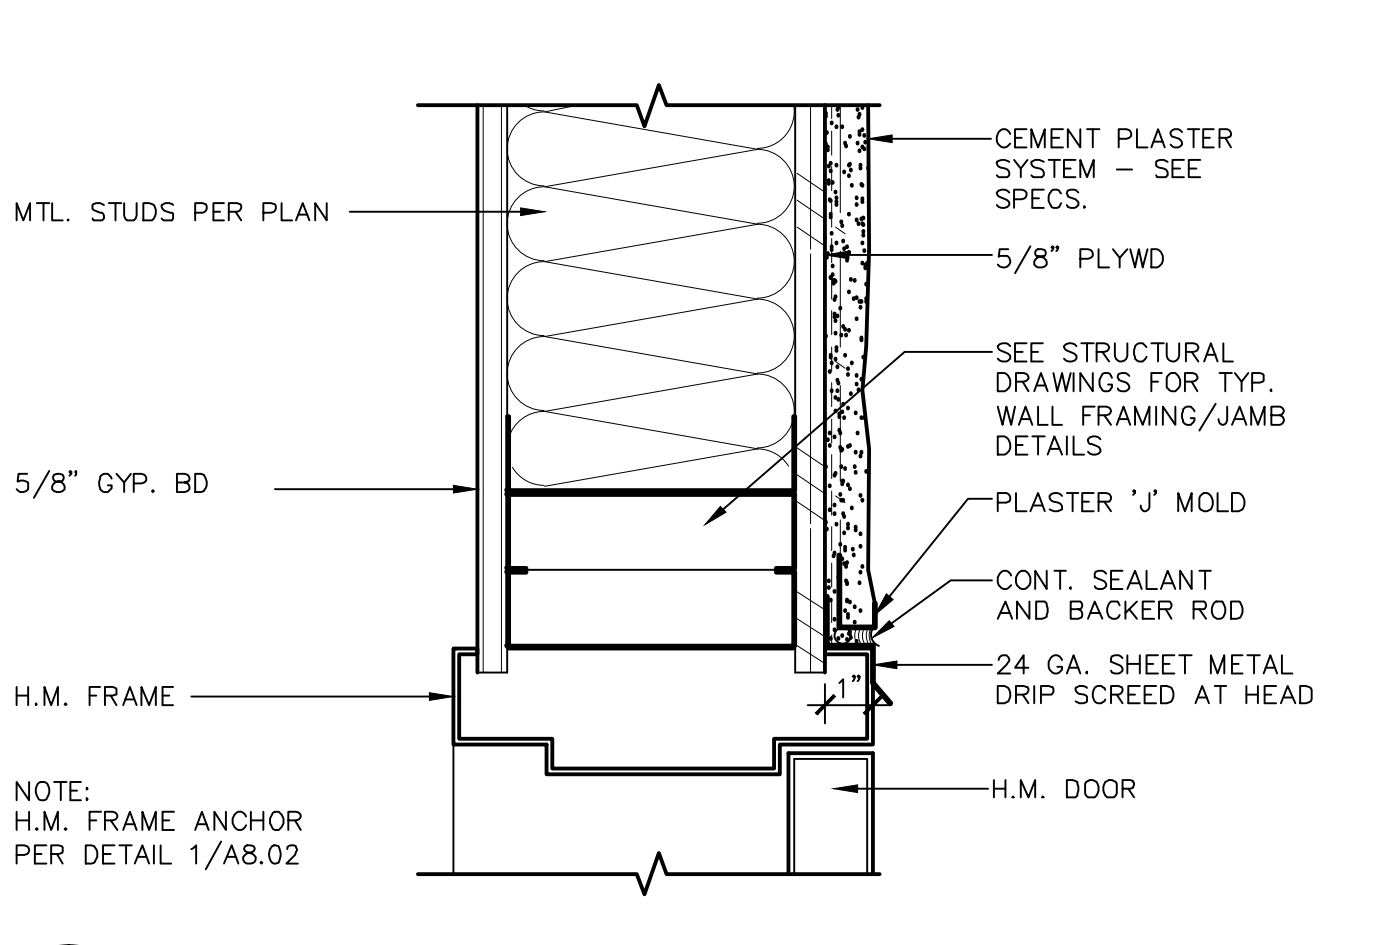 CEMENT PLASTER
SYSTEM – SEE
SPECS.
MTL. STUDS PER PLAN
5/8" PLYWD
SEE STRUCTURAL
DRAWINGS FOR TYP.
WALL FRAMING/JAMB
DETAILS
5/8" GYP. BD
PLASTER 'J' MOLD
CONT. SEALANT
AND BACKER ROD
24 GA. SHEET METAL
DRIP SCREED AT HEAD
1"
H.M. FRAME
H.M. DOOR
NOTE:
H.M. FRAME ANCHOR
PER DETAIL 1/A8.02